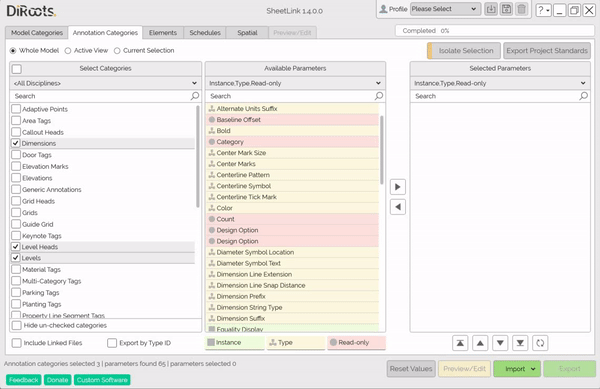 DiRoots
SheetLink 1.4.0.0
Profile Please Select
Model Categories Annotation Categories Elements Schedules Spatial Preview/Edit
Completed 0%
Whole Model Active View Current Selection
Isolate Selection Export Project Standards
Select Categories
<All Disciplines>
Search
Adaptive Points
Area Tags
Callout Heads
Dimensions
Door Tags
Elevation Marks
Elevations
Generic Annotations
Grid Heads
Grids
Guide Grid
Keynote Tags
Level Heads
Levels
Material Tags
Multi-Category Tags
Parking Tags
Planting Tags
Property Line Segment Tags
Hide un-checked categories
Include Linked Files Export by Type ID
Available Parameters
Instance,Type,Read-only
Search
Alternate Units Suffix
Baseline Offset
Bold
Category
Center Mark Size
Center Marks
Centerline Pattern
Centerline Symbol
Centerline Tick Mark
Color
Count
Design Option
Design Option
Diameter Symbol Location
Diameter Symbol Text
Dimension Line Extension
Dimension Line Snap Distance
Dimension Prefix
Dimension String Type
Dimension Suffix
Equality Display
Instance Type Read-only
Selected Parameters
Instance,Type,Read-only
Search
Annotation categories selected 3 | parameters found 65 | parameters selected 0
Reset Values Preview/Edit Import Export
Feedback Donate Custom Software